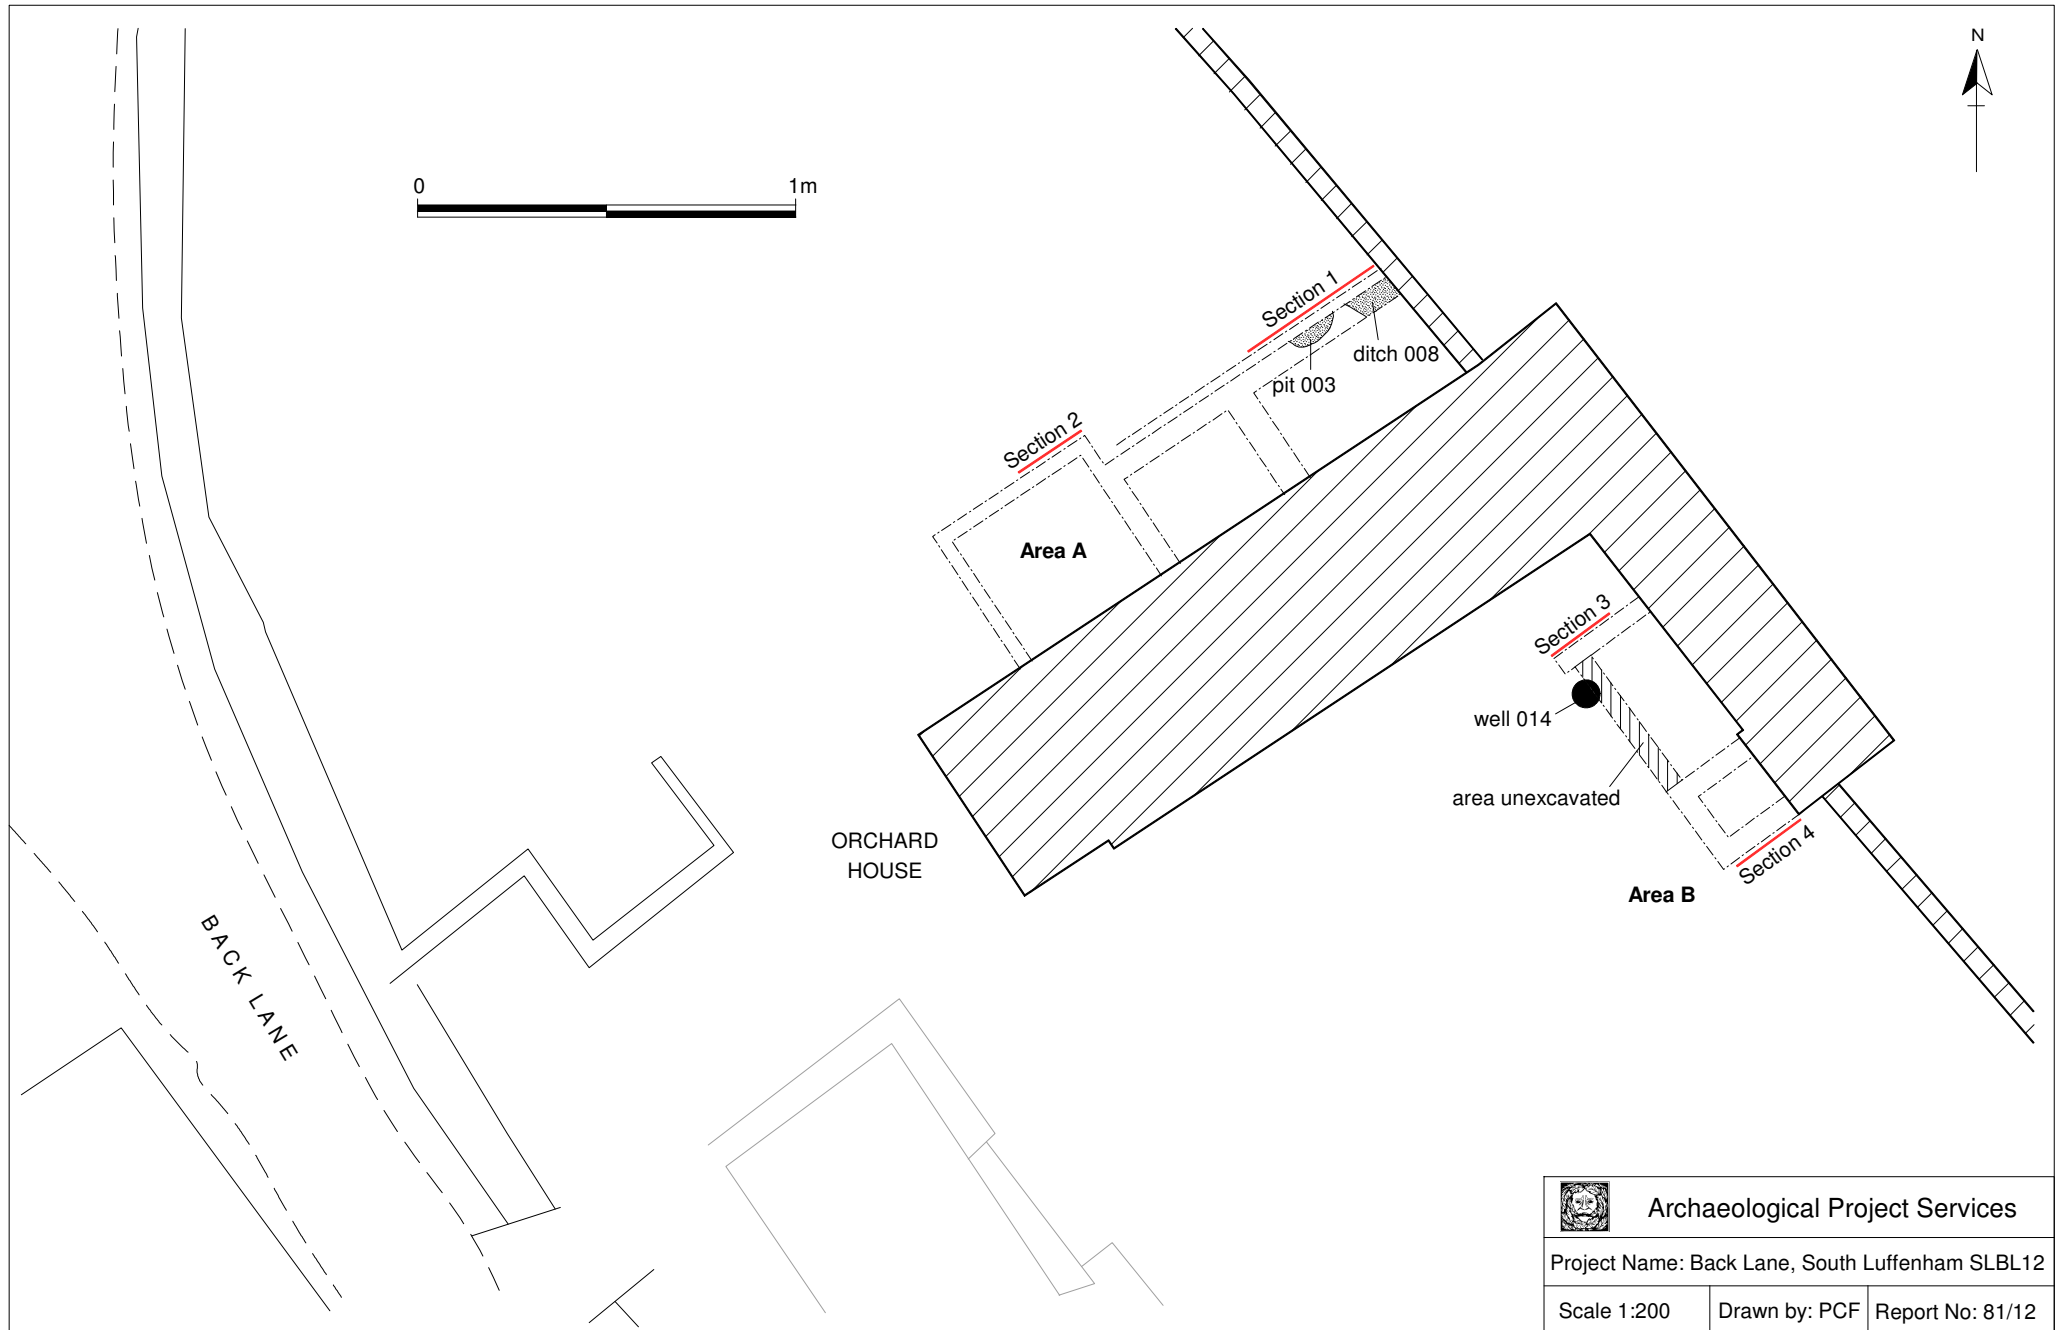 N
0 1m
Section 1
ditch 008
pit 003
Section 2
Area A
Section 3
well 014
area unexcavated
Section 4
Area B
ORCHARD
HOUSE
BACK LANE
Archaeological Project Services
Project Name: Back Lane, South Luffenham SLBL12
Scale 1:200 Drawn by: PCF Report No: 81/12